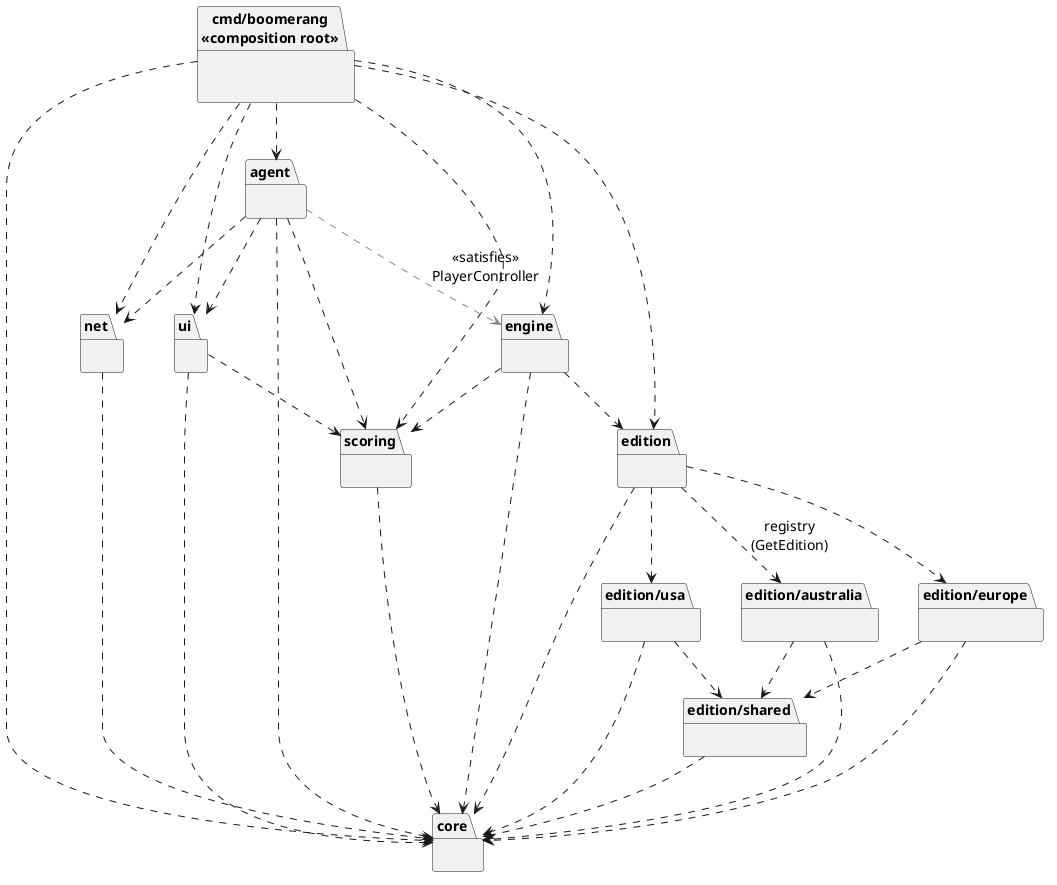 cmd/boomerang
«composition root»
agent
«satisfies»
PlayerController
net
ui
engine
scoring
edition
registry
(GetEdition)
edition/usa
edition/australia
edition/europe
edition/shared
core